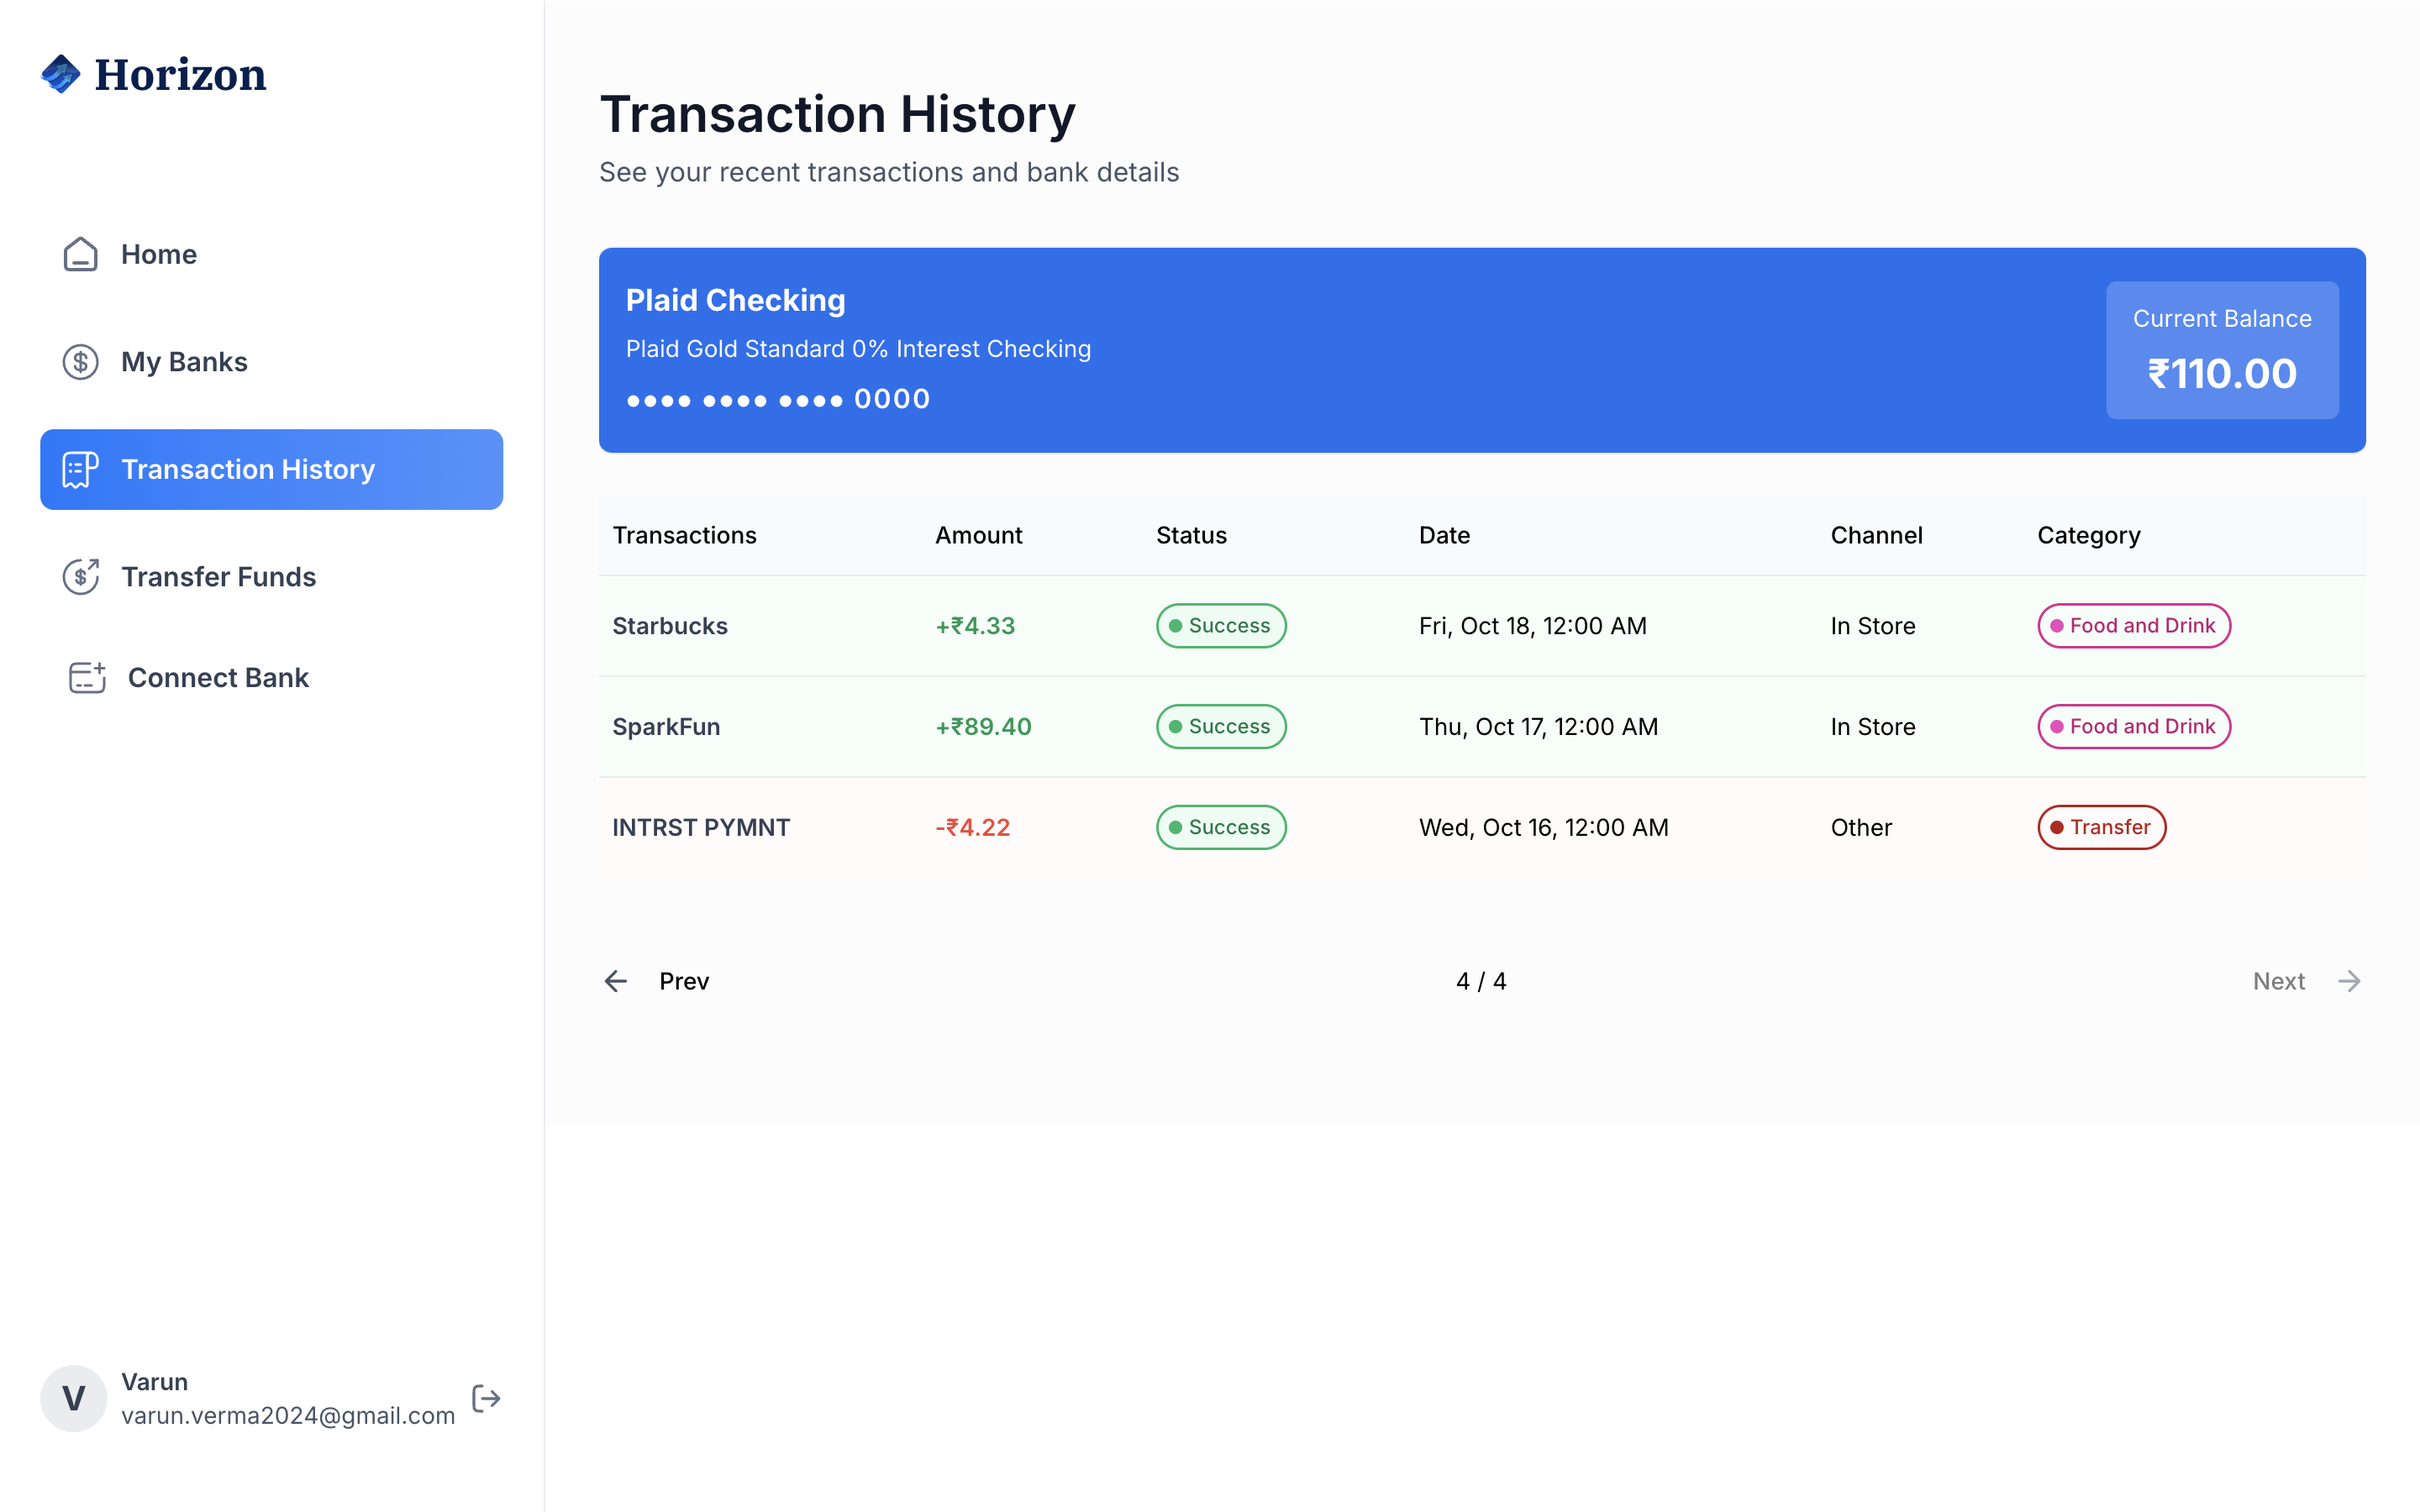 Horizon
Home
My Banks
Transaction History
Transfer Funds
Connect Bank
V
Varun
varun.verma2024@gmail.com
Transaction History
See your recent transactions and bank details
Plaid Checking
Plaid Gold Standard 0% Interest Checking
●●●● ●●●● ●●●● 0000
Current Balance
₹110.00
Transactions Amount Status Date Channel Category
Starbucks +₹4.33 Success Fri, Oct 18, 12:00 AM In Store Food and Drink
SparkFun +₹89.40 Success Thu, Oct 17, 12:00 AM In Store Food and Drink
INTRST PYMNT -₹4.22 Success Wed, Oct 16, 12:00 AM Other Transfer
Prev 4 / 4 Next